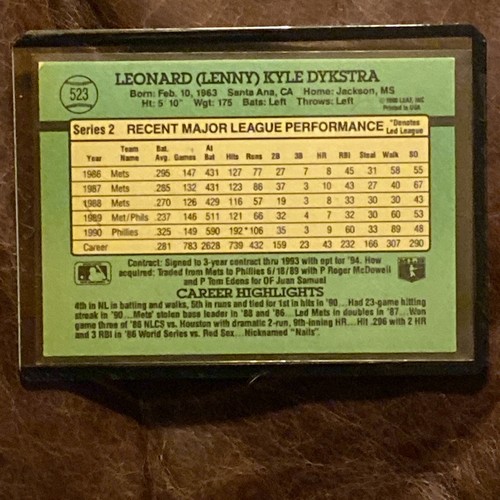 523
LEONARD (LENNY) KYLE DYKSTRA
Born: Feb. 10, 1963 Santa Ana, CA Home: Jackson, MS
Ht: 5' 10" Wgt: 175 Bats: Left Throws: Left
LEAF, INC.
Printed in USA
Series 2 RECENT MAJOR LEAGUE PERFORMANCE *Denotes Led League
Year Team Name Bat. Avg. Games At Bat Hits Runs 2B 3B HR RBI Steal Walk SO
1986 Mets .295 147 431 127 77 27 7 8 45 31 58 55
1987 Mets .285 132 431 123 86 37 3 10 43 27 40 67
1988 Mets .270 126 429 116 57 19 3 8 33 30 30 43
1989 Met/Phils .237 146 511 121 66 32 4 7 32 30 60 53
1990 Phillies .325 149 590 192* 106 35 3 9 60 33 89 48
Career .281 783 2628 739 432 159 23 43 232 166 307 290
Contract: Signed to 3-year contract thru 1993 with opt for '94. How
acquired: Traded from Mets to Phillies 6/18/89 with P Roger McDowell
and P Tom Edens for OF Juan Samuel
CAREER HIGHLIGHTS
4th in NL in batting and walks, 5th in runs and tied for 1st in hits in '90...Had 23-game hitting
streak in '90...Mets' stolen base leader in '88 and '86...Led Mets in doubles in '87...Won
game three of '86 NLCS vs. Houston with dramatic 2-run, 9th-inning HR...Hit .296 with 2 HR
and 3 RBI in '86 World Series vs. Red Sox...Nicknamed "Nails".